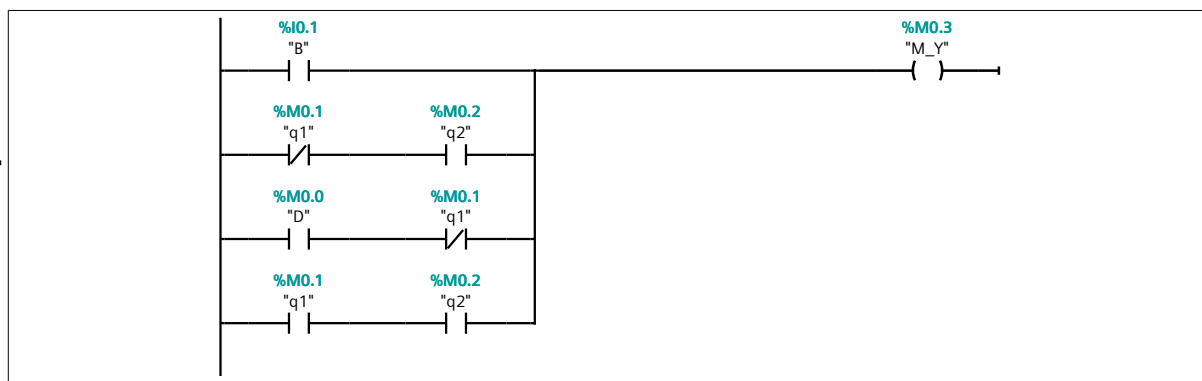 %I0.1 %M0.3
"B" "M_Y"
%M0.1 %M0.2
"q1" "q2"
%M0.0 %M0.1
"D" "q1"
%M0.1 %M0.2
"q1" "q2"